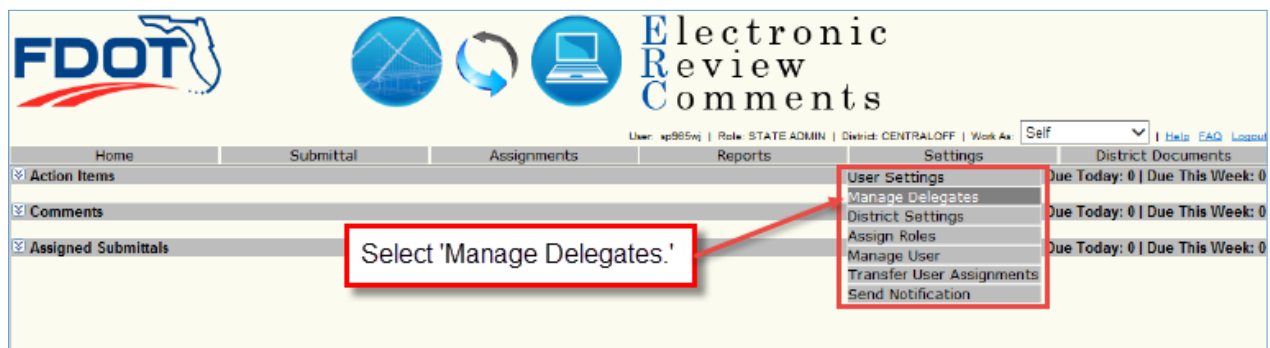 FDOT
Electronic
Review
Comments
User: sp985wj | Role: STATE ADMIN | District: CENTRALOFF | Work As: Self | Help FAQ Logout
Home Submittal Assignments Reports Settings District Documents
Action Items Due Today: 0 | Due This Week: 0
Comments Due Today: 0 | Due This Week: 0
Assigned Submittals Due Today: 0 | Due This Week: 0
User Settings
Manage Delegates
District Settings
Assign Roles
Manage User
Transfer User Assignments
Send Notification
Select 'Manage Delegates.'